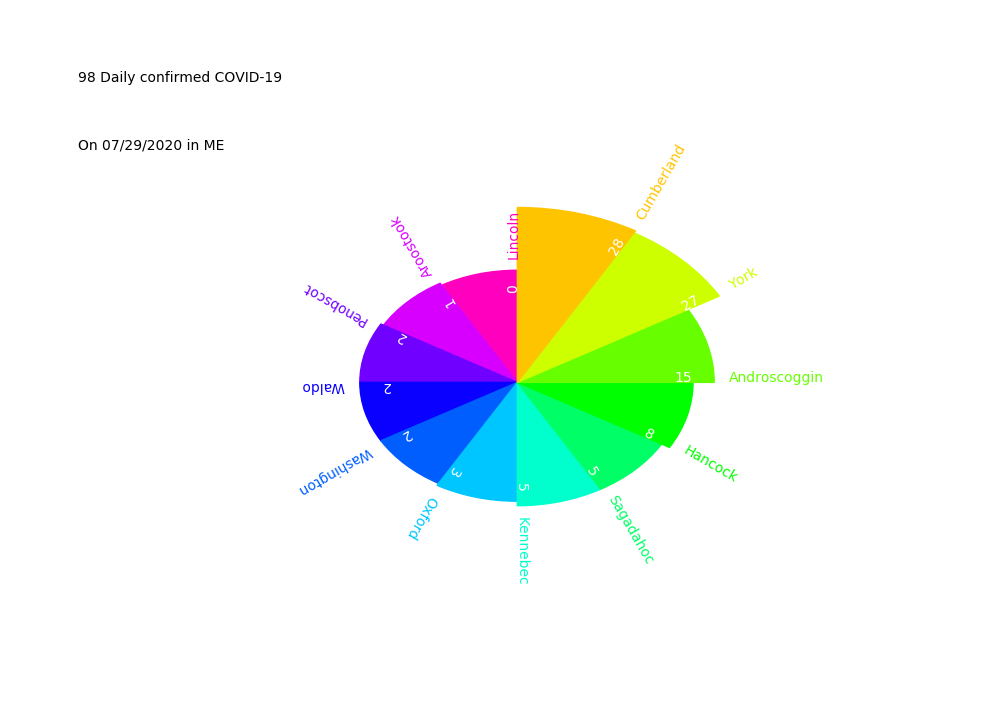 98 Daily confirmed COVID-19
On 07/29/2020 in ME
Cumberland
28
York
27
Androscoggin
15
Hancock
8
Sagadahoc
5
Kennebec
5
Oxford
3
Washington
2
Waldo
2
Penobscot
2
Aroostook
1
Lincoln
0